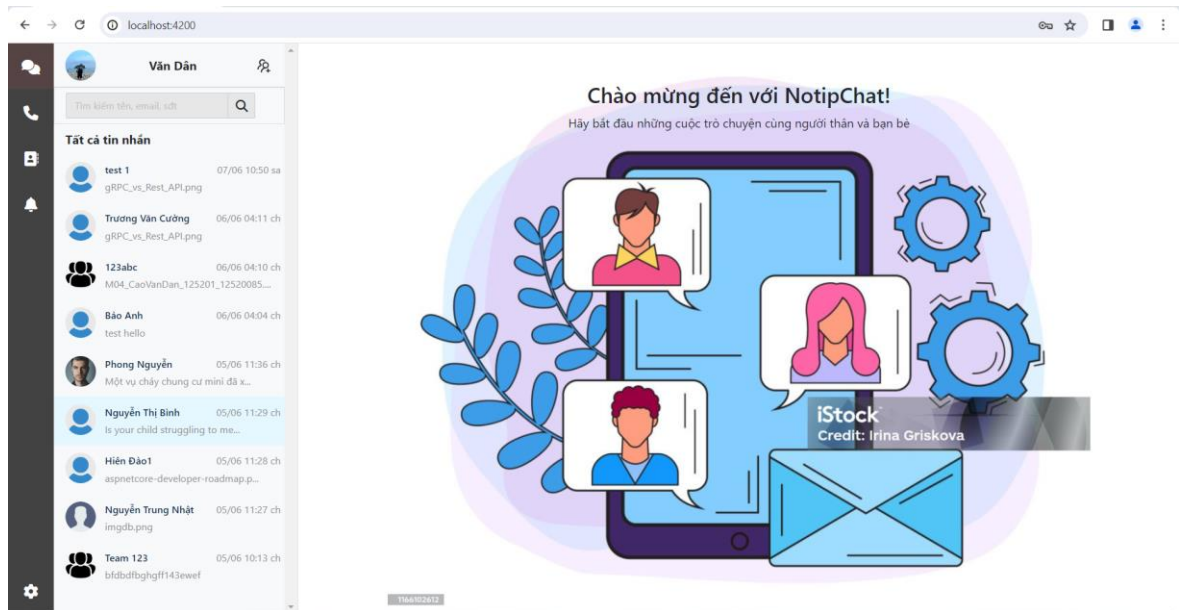 localhost:4200
Văn Dân
Tìm kiếm tên, email, sđt
Tất cả tin nhắn
test 1 07/06 10:50 sa
gRPC_vs_Rest_API.png
Trương Văn Cường 06/06 04:11 ch
gRPC_vs_Rest_API.png
123abc 06/06 04:10 ch
M04_CaoVanDan_125201_12520085....
Bảo Anh 06/06 04:04 ch
test hello
Phong Nguyễn 05/06 11:36 ch
Một vụ cháy chung cư mini đã x...
Nguyễn Thị Bình 05/06 11:29 ch
Is your child struggling to me...
Hiền Đào1 05/06 11:28 ch
aspnetcore-developer-roadmap.p...
Nguyễn Trung Nhật 05/06 11:27 ch
imgdb.png
Team 123 05/06 10:13 ch
bfdbdfbghgff143ewef
Chào mừng đến với NotipChat!
Hãy bắt đầu những cuộc trò chuyện cùng người thân và bạn bè
iStock
Credit: Irina Griskova
1166102612